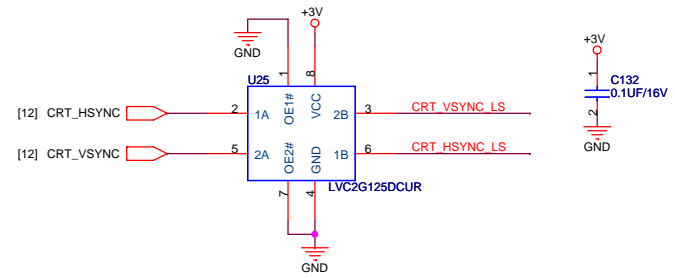 +3V
GND
U25
1
8
OE1#
VCC
[12] CRT_HSYNC
2
1A
2B
3
CRT_VSYNC_LS
[12] CRT_VSYNC
5
2A
1B
6
CRT_HSYNC_LS
OE2#
GND
LVC2G125DCUR
7
4
GND
+3V
1
C132
0.1UF/16V
2
GND